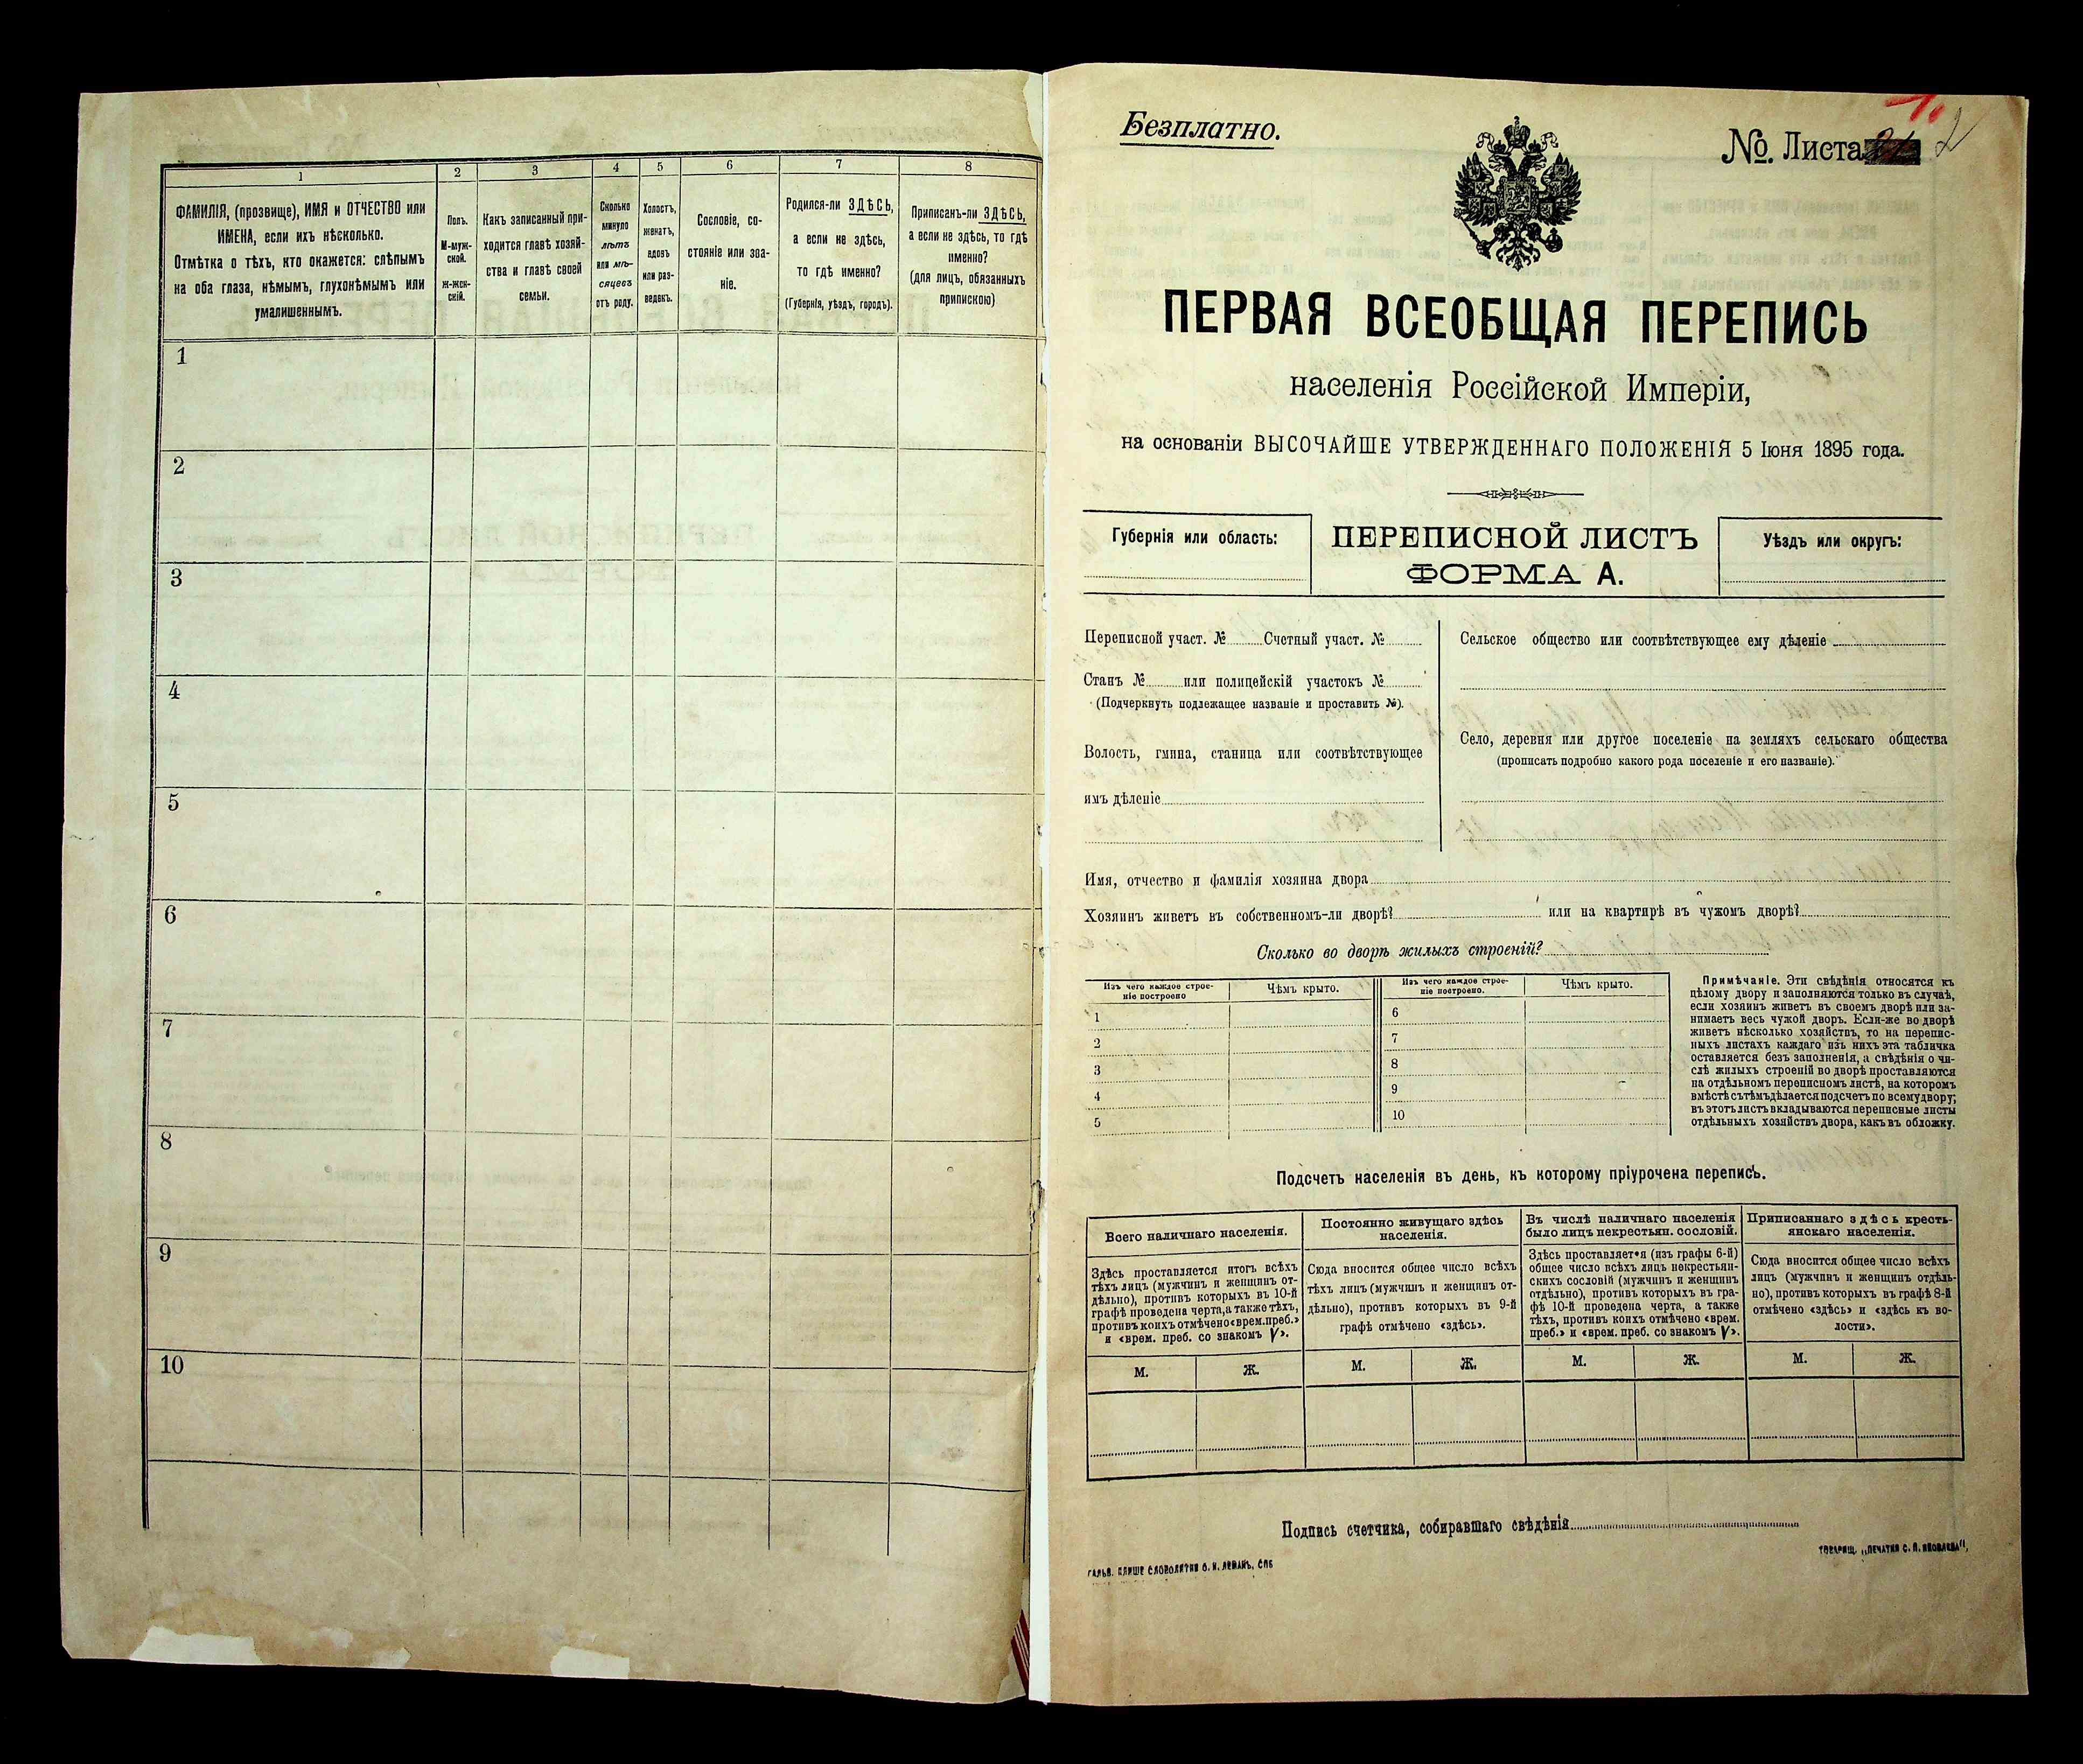 1
ФАМИЛІЯ, (прозвище), ИМЯ и ОТЧЕСТВО или
ИМЕНА, если ихъ нѣсколько.
Отмѣтка о тѣхъ, кто окажется: слѣпымъ
на оба глаза, нѣмымъ, глухонѣмымъ или
умалишеннымъ.
2
Полъ.
М-муж-
ской.
ж-жен-
скій.
3
Какъ записанный при-
ходится главѣ хозяй-
ства и главѣ своей
семьи.
4
Сколько
минуло
лѣтъ
или мѣ-
сяцевъ
отъ роду.
5
Холостъ,
женатъ,
вдовъ
или раз-
веденъ.
6
Сословіе, со-
стояніе или зва-
ніе.
7
Родился-ли ЗДѢСЬ,
а если не здѣсь,
то гдѣ именно?
(Губернія, уѣздъ, городъ).
8
Приписанъ-ли ЗДѢСЬ,
а если не здѣсь, то гдѣ
именно?
(для лицъ, обязанныхъ
припискою)
1
2
3
4
5
6
7
8
9
10
Безплатно.
№. Листа 2
ПЕРВАЯ ВСЕОБЩАЯ ПЕРЕПИСЬ
населенія Россійской Имперіи,
на основаніи ВЫСОЧАЙШЕ УТВЕРЖДЕННАГО ПОЛОЖЕНІЯ 5 Іюня 1895 года.
Губернія или область:
ПЕРЕПИСНОЙ ЛИСТЪ
ФОРМА А.
Уѣздъ или округъ:
Переписной участ. № Счетный участ. №
Станъ № или полицейскій участокъ №
(Подчеркнуть подлежащее названіе и проставить №).
Волость, гмина, станица или соотвѣтствующее
имъ дѣленіе
Сельское общество или соотвѣтствующее ему дѣленіе
Село, деревня или другое поселеніе на земляхъ сельскаго общества
(прописать подробно какого рода поселеніе и его названіе).
Имя, отчество и фамилія хозяина двора
Хозяинъ живетъ въ собственномъ-ли дворѣ? или на квартирѣ въ чужомъ дворѣ?
Сколько во дворѣ жилыхъ строеній?
Изъ чего каждое строе-
ніе построено
Чѣмъ крыто.
Изъ чего каждое строе-
ніе построено.
Чѣмъ крыто.
1
2
3
4
5
6
7
8
9
10
Примѣчаніе. Эти свѣдѣнія относятся къ
цѣлому двору и заполняются только въ случаѣ,
если хозяинъ живетъ въ своемъ дворѣ или за-
нимаетъ весь чужой дворъ. Если-же во дворѣ
живетъ нѣсколько хозяйствъ, то на перепис-
ныхъ листахъ каждаго изъ нихъ эта табличка
оставляется безъ заполненія, а свѣдѣнія о чи-
слѣ жилыхъ строеній во дворѣ проставляются
на отдѣльномъ переписномъ листѣ, на которомъ
вмѣстѣ съ тѣмъ дѣлается подсчетъ по всему двору;
въ этотъ листъ вкладываются переписные листы
отдѣльныхъ хозяйствъ двора, какъ въ обложку.
Подсчетъ населенія въ день, къ которому пріурочена перепись.
Всего наличнаго населенія.
Здѣсь проставляется итогъ всѣхъ
тѣхъ лицъ (мужчинъ и женщинъ от-
дѣльно), противъ которыхъ въ 10-й
графѣ проведена черта, а также тѣхъ,
противъ коихъ отмѣчено «врем. преб.»
и «врем. преб. со знакомъ V».
М. Ж.
Постоянно живущаго здѣсь
населенія.
Сюда вносится общее число всѣхъ
тѣхъ лицъ (мужчинъ и женщинъ от-
дѣльно), противъ которыхъ въ 9-й
графѣ отмѣчено «здѣсь».
М. Ж.
Въ числѣ наличнаго населенія
было лицъ некрестьян. сословій.
Здѣсь проставляется (изъ графы 6-й)
общее число всѣхъ лицъ некрестьян-
скихъ сословій (мужчинъ и женщинъ
отдѣльно), противъ которыхъ въ гра-
фѣ 10-й проведена черта, а также
тѣхъ, противъ коихъ отмѣчено «врем.
преб.» и «врем. преб. со знакомъ V».
М. Ж.
Приписаннаго здѣсь кресть-
янскаго населенія.
Сюда вносится общее число всѣхъ
лицъ (мужчинъ и женщинъ отдѣль-
но), противъ которыхъ въ графѣ 8-й
отмѣчено «здѣсь» и «здѣсь къ во-
лости».
М. Ж.
Подпись счетчика, собиравшаго свѣдѣнія
ГАЛЬВ. КЛИШЕ СЛОВОЛИТНИ О. И. ЛЕМАНЪ, СПБ
ТОВАРИЩ. „ПЕЧАТНЯ С. П. ЯКОВЛЕВА",